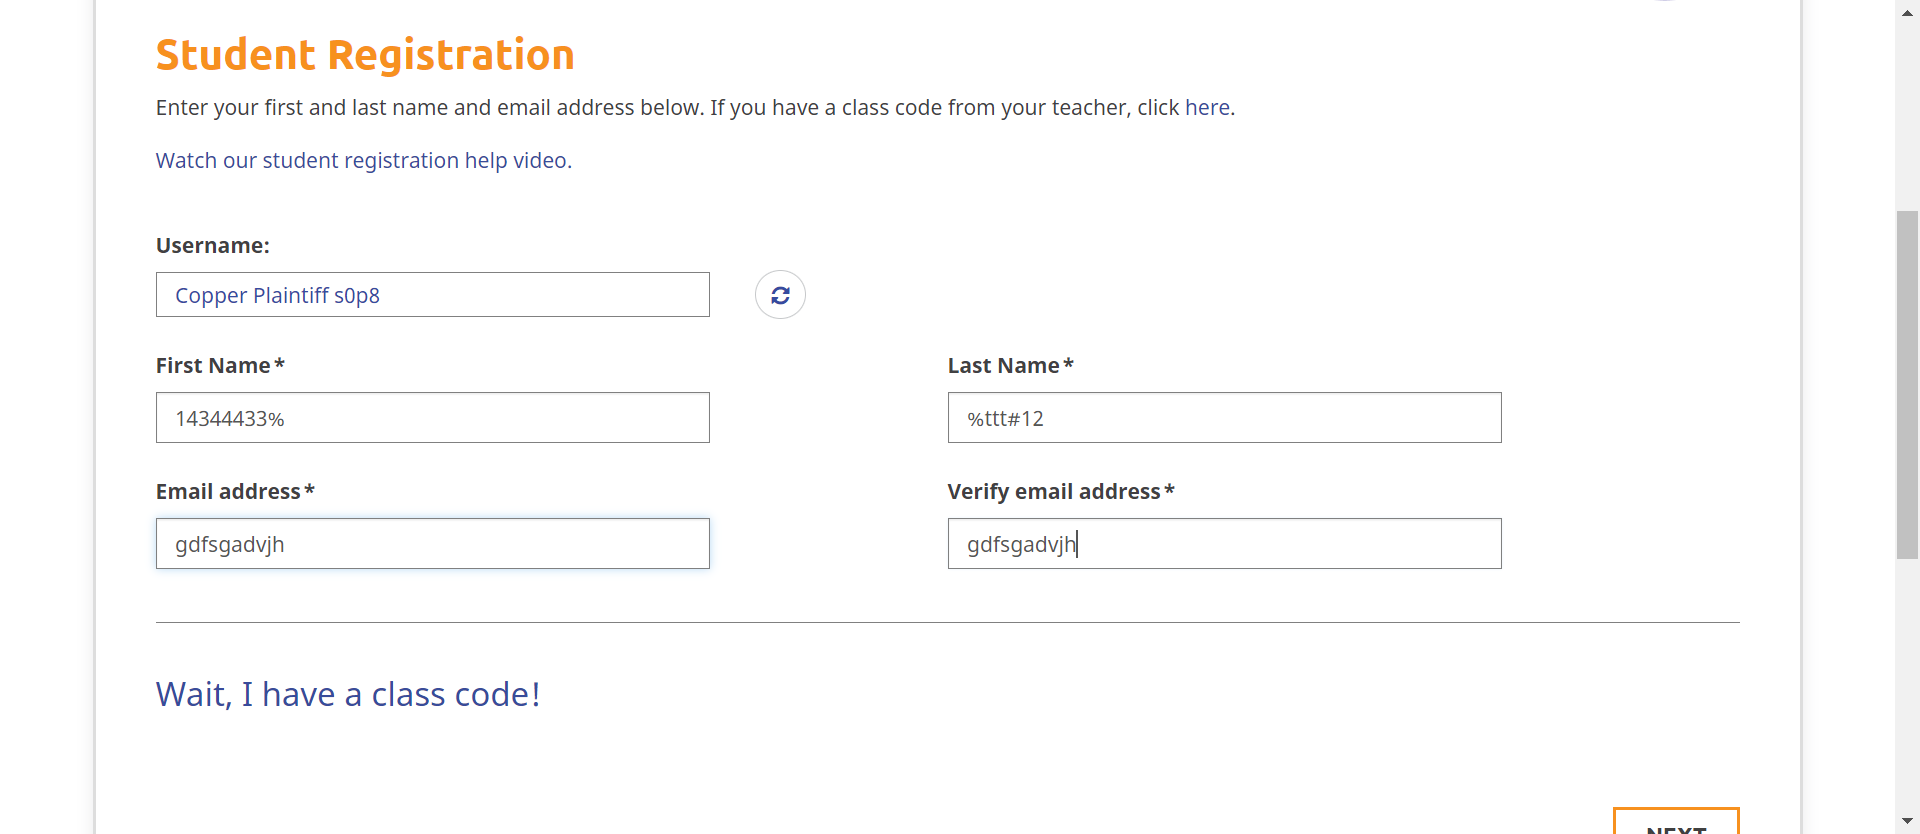 Student Registration
Enter your first and last name and email address below. If you have a class code from your teacher, click here.
Watch our student registration help video.
Username:
Copper Plaintiff s0p8
First Name*
Last Name*
14344433%
%ttt#12
Email address*
Verify email address*
gdfsgadvjh
gdfsgadvjh
Wait, I have a class code!
NEXT